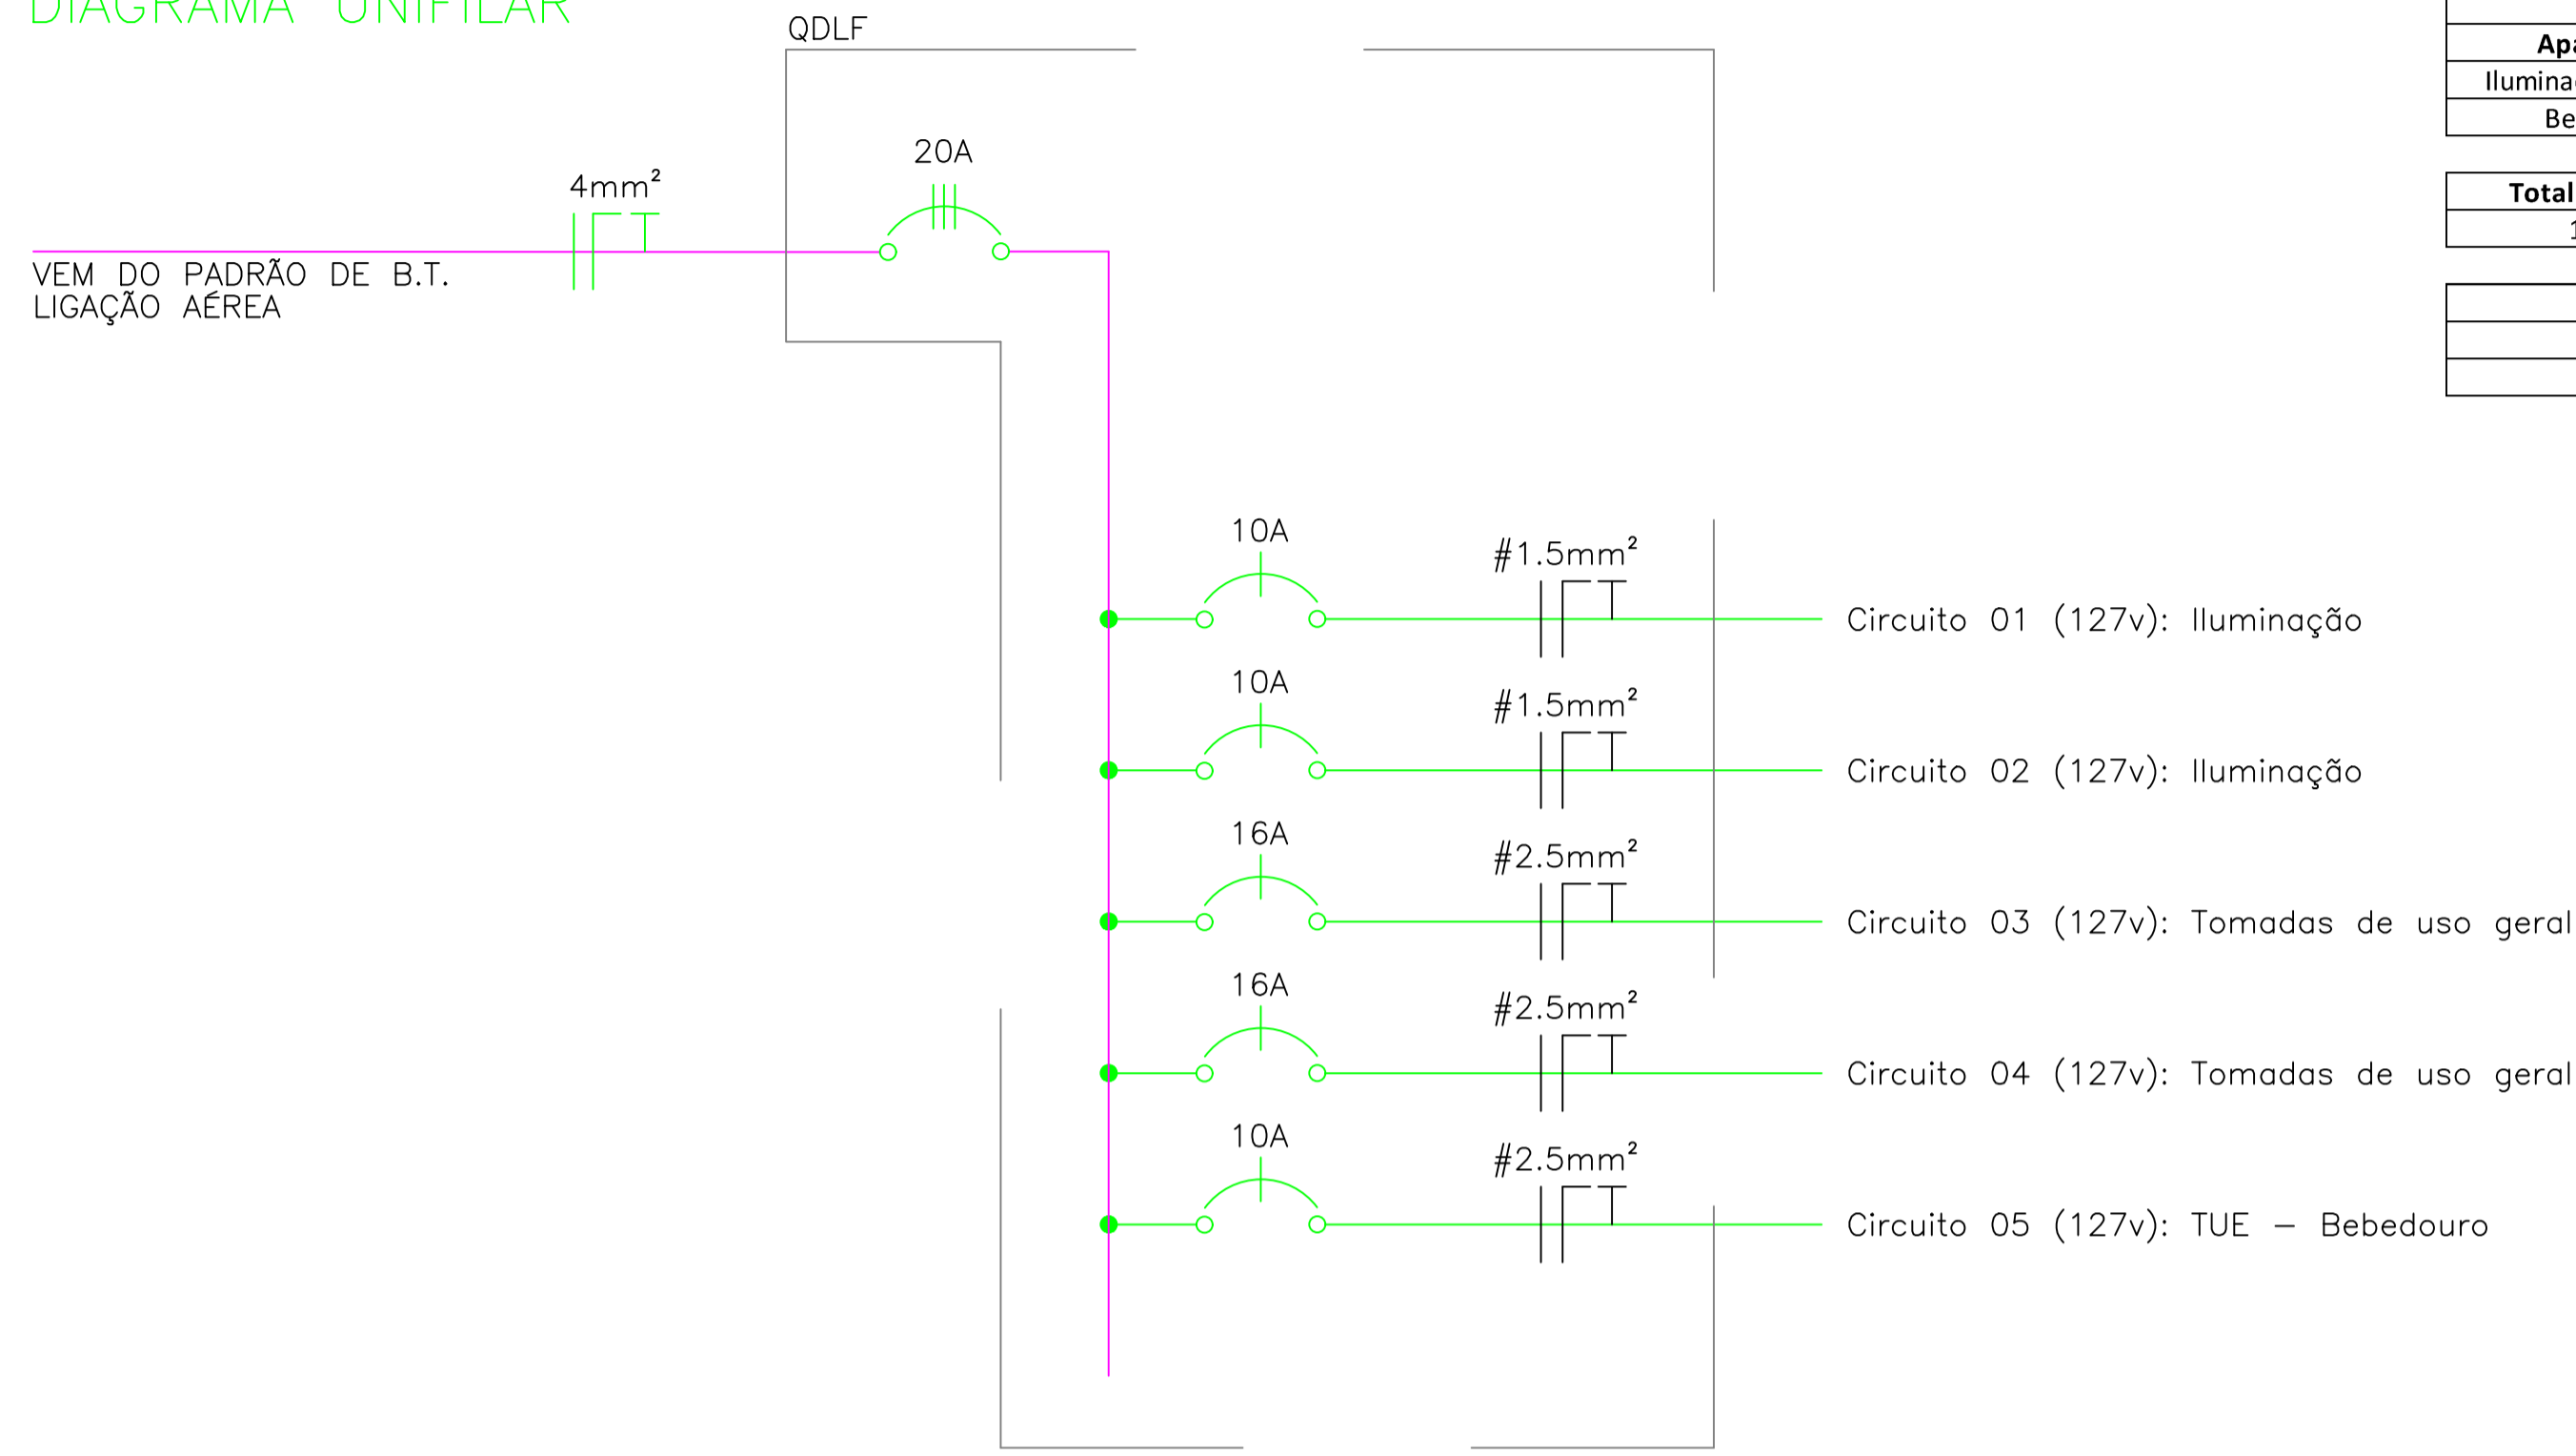 DIAGRAMA UNIFILAR
QDLF
20A
4mm²
VEM DO PADRÃO DE B.T.
LIGAÇÃO AÉREA
10A
#1.5mm²
Circuito 01 (127v): Iluminação
10A
#1.5mm²
Circuito 02 (127v): Iluminação
16A
#2.5mm²
Circuito 03 (127v): Tomadas de uso geral
16A
#2.5mm²
Circuito 04 (127v): Tomadas de uso geral
10A
#2.5mm²
Circuito 05 (127v): TUE – Bebedouro
Total